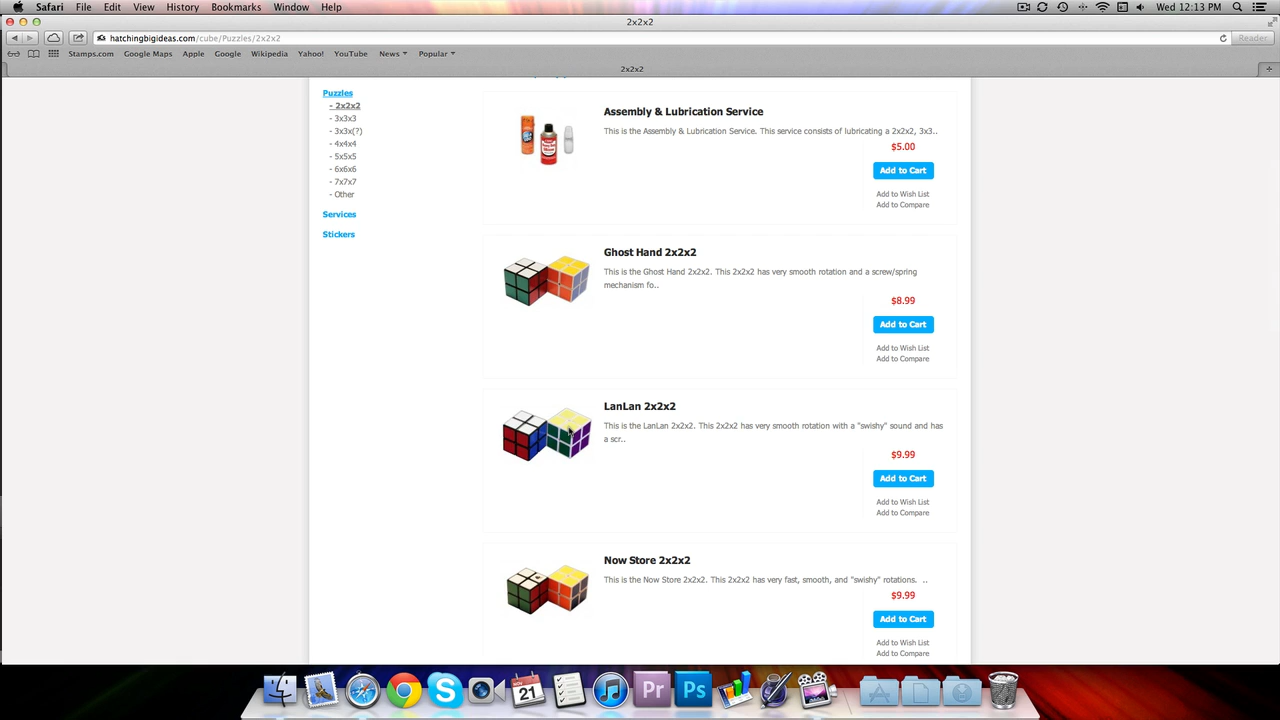 Safari File Edit View History Bookmarks Window Help Wed 12:13 PM
2x2x2
hatchingbigideas.com/cube/Puzzles/2x2x2 Reader
Stamps.com Google Maps Apple Google Wikipedia Yahoo! YouTube News Popular
2x2x2
Puzzles
- 2x2x2
- 3x3x3
- 3x3x(?)
- 4x4x4
- 5x5x5
- 6x6x6
- 7x7x7
- Other
Services
Stickers
Assembly & Lubrication Service
This is the Assembly & Lubrication Service. This service consists of lubricating a 2x2x2, 3x3..
$5.00
Add to Cart
Add to Wish List
Add to Compare
Ghost Hand 2x2x2
This is the Ghost Hand 2x2x2. This 2x2x2 has very smooth rotation and a screw/spring
mechanism fo..
$8.99
Add to Cart
Add to Wish List
Add to Compare
LanLan 2x2x2
This is the LanLan 2x2x2. This 2x2x2 has very smooth rotation with a "swishy" sound and has
a scr..
$9.99
Add to Cart
Add to Wish List
Add to Compare
Now Store 2x2x2
This is the Now Store 2x2x2. This 2x2x2 has very fast, smooth, and "swishy" rotations. ..
$9.99
Add to Cart
Add to Wish List
Add to Compare
NOV
21
Pr
Ps